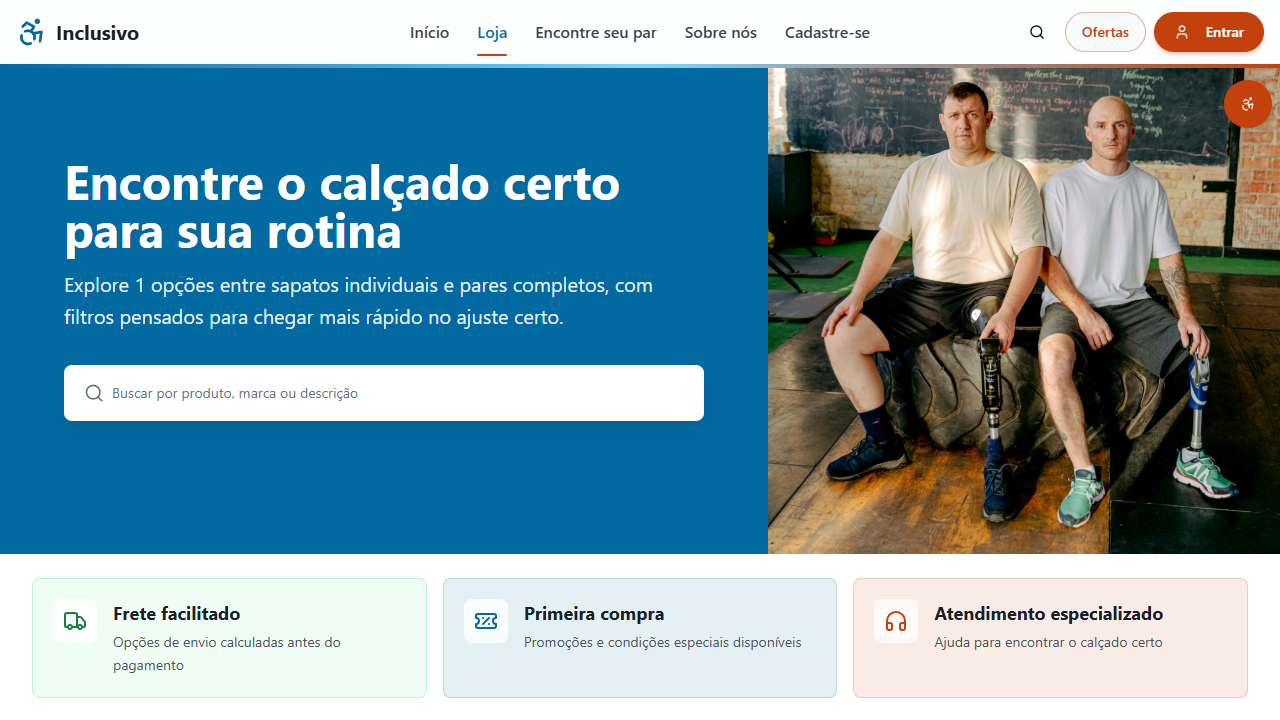 Inclusivo
Início
Loja
Encontre seu par
Sobre nós
Cadastre-se
Ofertas
Entrar
Encontre o calçado certo
para sua rotina
Explore 1 opções entre sapatos individuais e pares completos, com
filtros pensados para chegar mais rápido no ajuste certo.
Buscar por produto, marca ou descrição
Frete facilitado
Opções de envio calculadas antes do
pagamento
Primeira compra
Promoções e condições especiais disponíveis
Atendimento especializado
Ajuda para encontrar o calçado certo